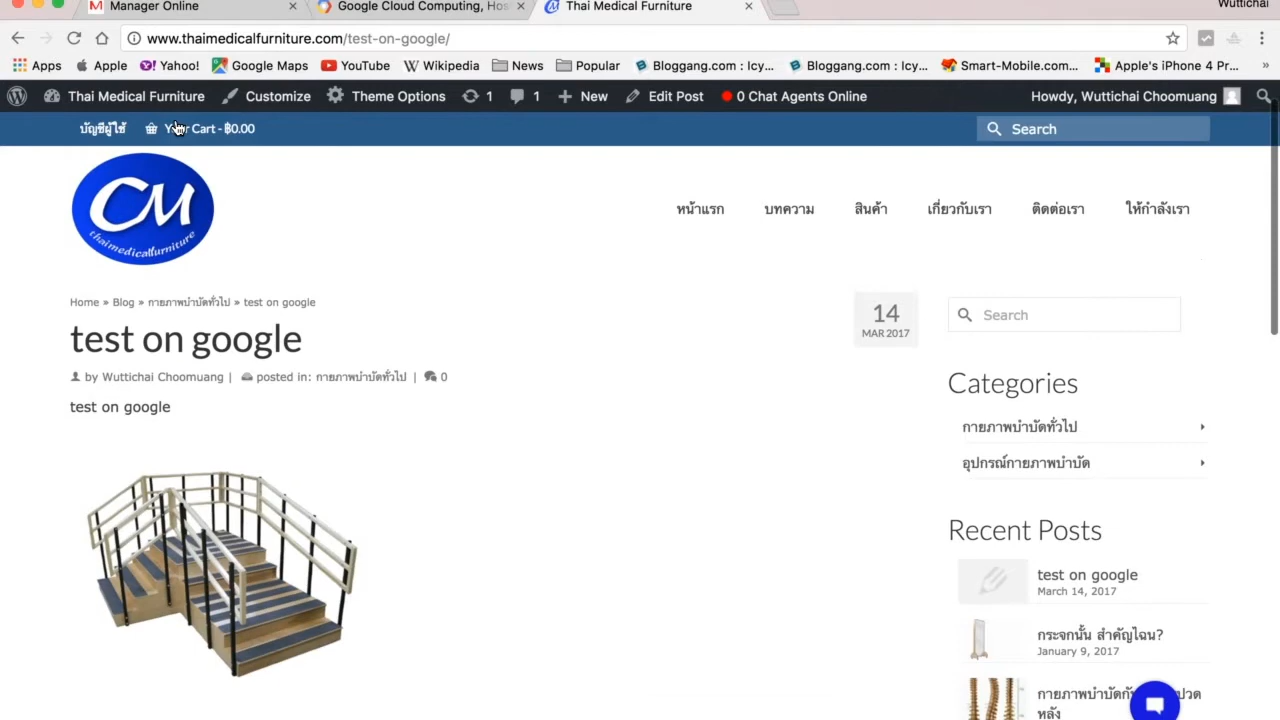 Manager Online
Google Cloud Computing, Hos
Thai Medical Furniture
Wuttichai
www.thaimedicalfurniture.com/test-on-google/
Apps Apple Yahoo! Google Maps YouTube Wikipedia News Popular Bloggang.com : Icy... Bloggang.com : Icy... Smart-Mobile.com... Apple's iPhone 4 Pr... »
Thai Medical Furniture Customize Theme Options 1 1 New Edit Post 0 Chat Agents Online Howdy, Wuttichai Choomuang
บัญชีผู้ใช้ Your Cart - ฿0.00 Search
CM
thaimedicalfurniture
หน้าแรก บทความ สินค้า เกี่ยวกับเรา ติดต่อเรา ให้กำลังเรา
Home » Blog » กายภาพบำบัดทั่วไป » test on google
test on google
14
MAR 2017
by Wuttichai Choomuang | posted in: กายภาพบำบัดทั่วไป | 0
test on google
Search
Categories
กายภาพบำบัดทั่วไป
อุปกรณ์กายภาพบำบัด
Recent Posts
test on google
March 14, 2017
กระจกนั้น สำคัญไฉน?
January 9, 2017
กายภาพบำบัดกั ปวด
หลัง